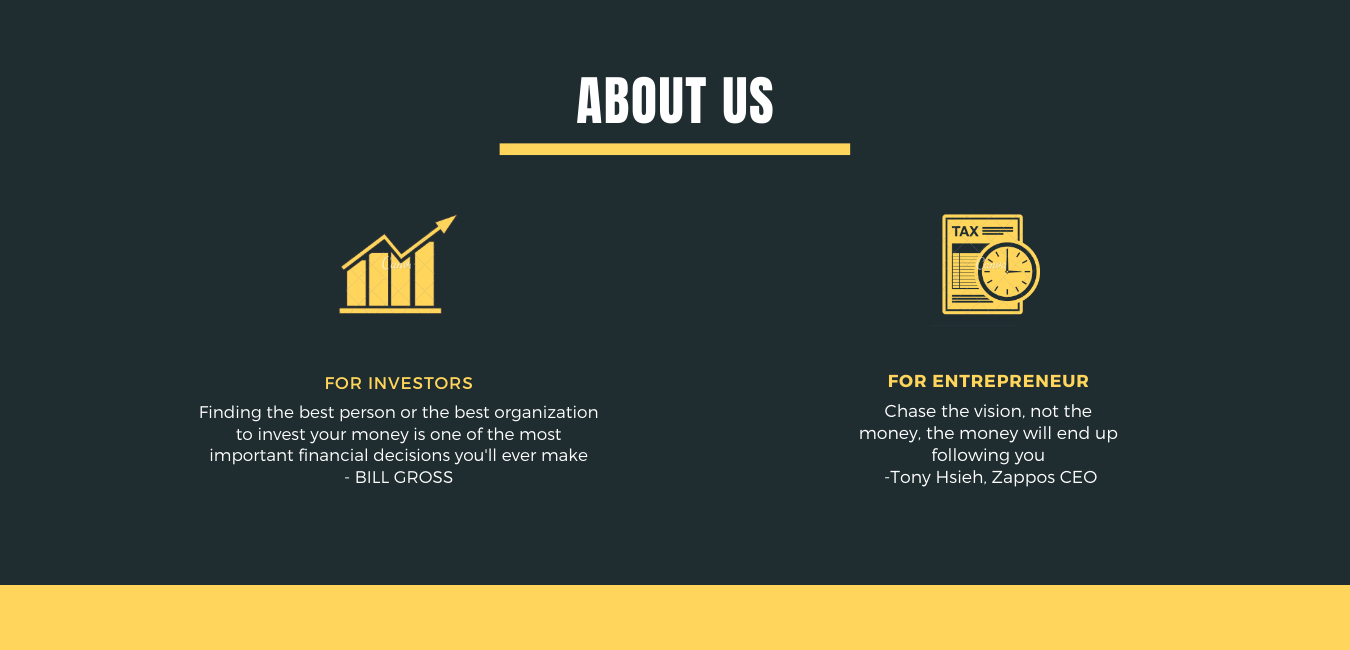 ABOUT US
TAX
FOR INVESTORS
Finding the best person or the best organization
to invest your money is one of the most
important financial decisions you'll ever make
- BILL GROSS
FOR ENTREPRENEUR
Chase the vision, not the
money, the money will end up
following you
-Tony Hsieh, Zappos CEO